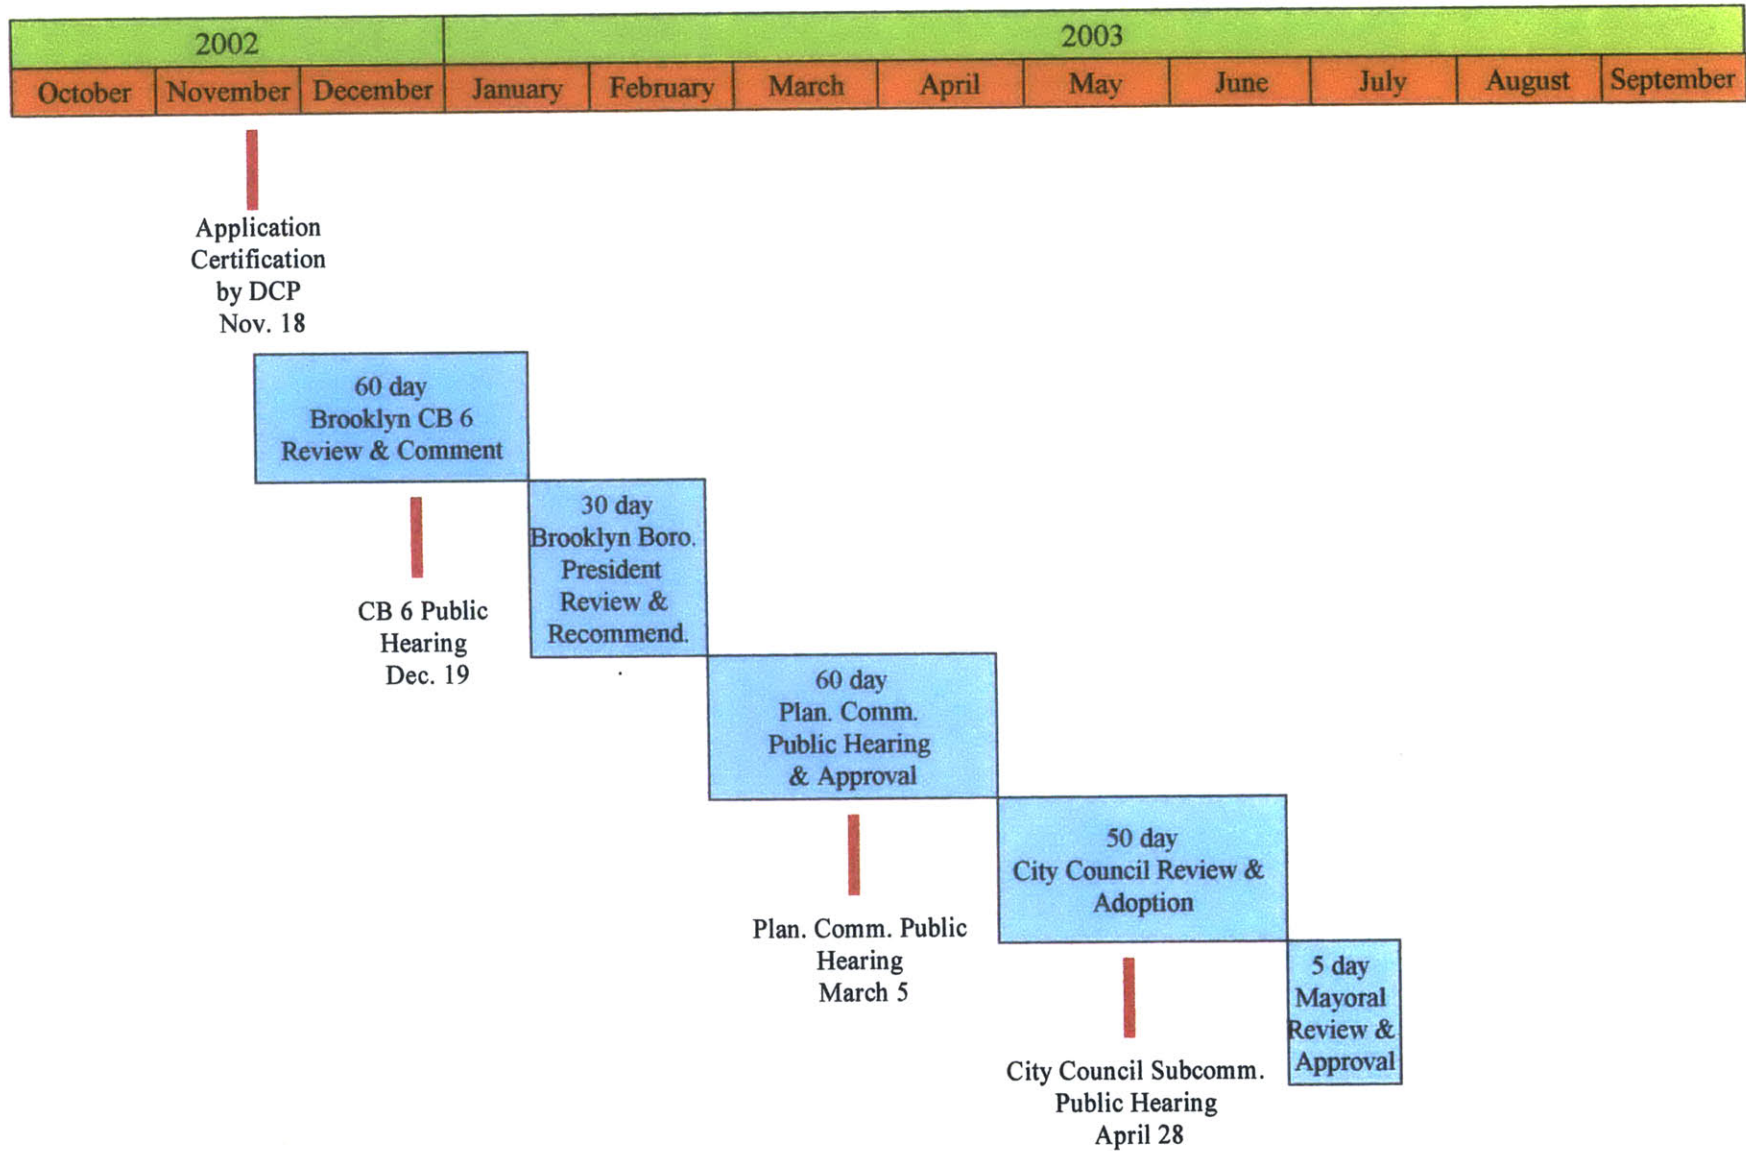 2002 2003
October November December January February March April May June July August September
Application
Certification
by DCP
Nov. 18
60 day
Brooklyn CB 6
Review & Comment
CB 6 Public
Hearing
Dec. 19
30 day
Brooklyn Boro.
President
Review &
Recommend.
60 day
Plan. Comm.
Public Hearing
& Approval
Plan. Comm. Public
Hearing
March 5
50 day
City Council Review &
Adoption
City Council Subcomm.
Public Hearing
April 28
5 day
Mayoral
Review &
Approval